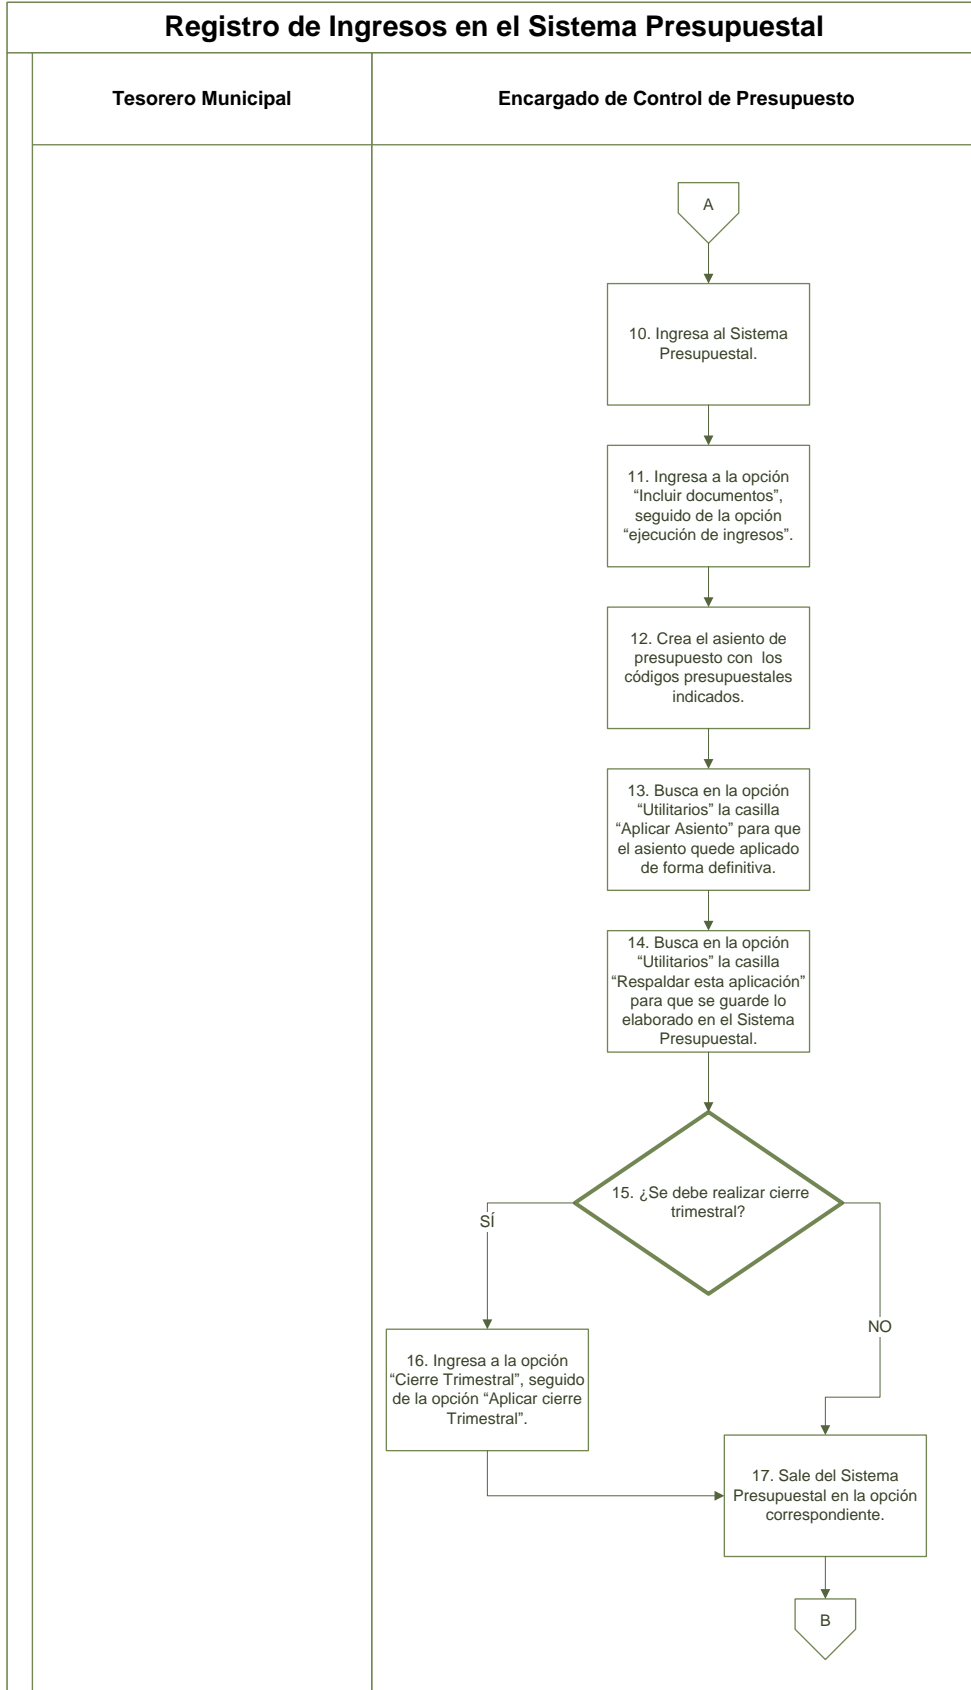 Registro de Ingresos en el Sistema Presupuestal
Tesorero Municipal
Encargado de Control de Presupuesto
A
10. Ingresa al Sistema
Presupuestal.
11. Ingresa a la opción
“Incluir documentos”,
seguido de la opción
“ejecución de ingresos”.
12. Crea el asiento de
presupuesto con  los
códigos presupuestales
indicados.
13. Busca en la opción
“Utilitarios” la casilla
“Aplicar Asiento” para que
el asiento quede aplicado
de forma definitiva.
14. Busca en la opción
“Utilitarios” la casilla
“Respaldar esta aplicación”
para que se guarde lo
elaborado en el Sistema
Presupuestal.
15. ¿Se debe realizar cierre
trimestral?
SÍ
NO
16. Ingresa a la opción
“Cierre Trimestral”, seguido
de la opción “Aplicar cierre
Trimestral”.
17. Sale del Sistema
Presupuestal en la opción
correspondiente.
B